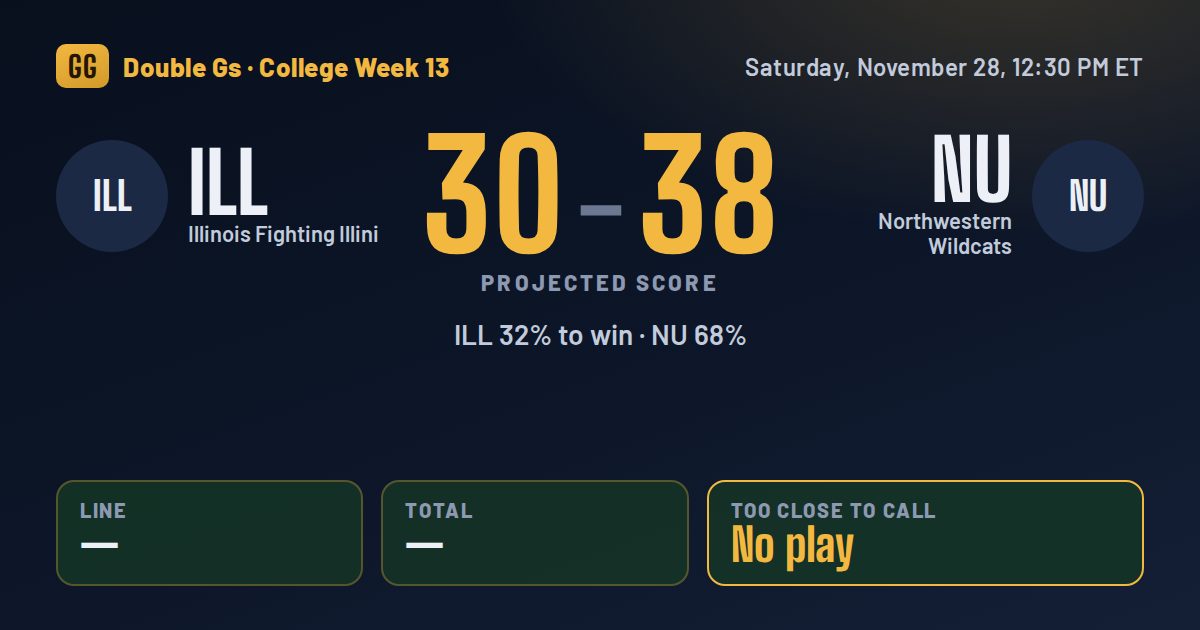 GG Double Gs · College Week 13
Saturday, November 28, 12:30 PM ET
ILL
ILL
Illinois Fighting Illini
30 – 38
NU
Northwestern
Wildcats
NU
PROJECTED SCORE
ILL 32% to win · NU 68%
LINE
—
TOTAL
—
TOO CLOSE TO CALL
No play